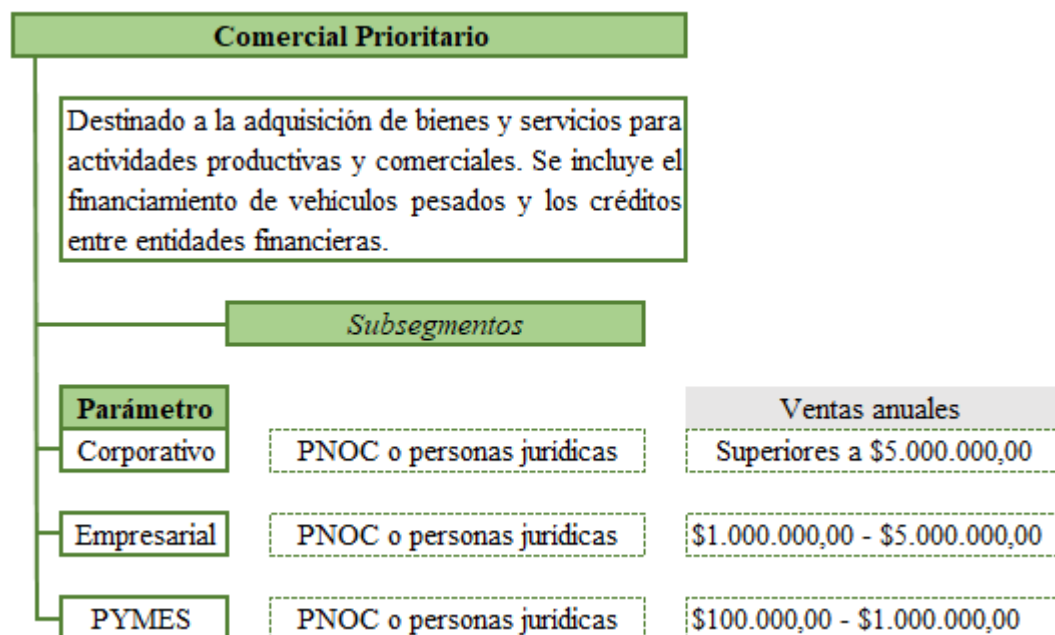 Comercial Prioritario
Destinado a la adquisición de bienes y servicios para
actividades productivas y comerciales. Se incluye el
financiamiento de vehículos pesados y los créditos
entre entidades financieras.
Subsegmentos
Parámetro Ventas anuales
Corporativo PNOC o personas jurídicas Superiores a $5.000.000,00
Empresarial PNOC o personas jurídicas $1.000.000,00 - $5.000.000,00
PYMES PNOC o personas jurídicas $100.000,00 - $1.000.000,00